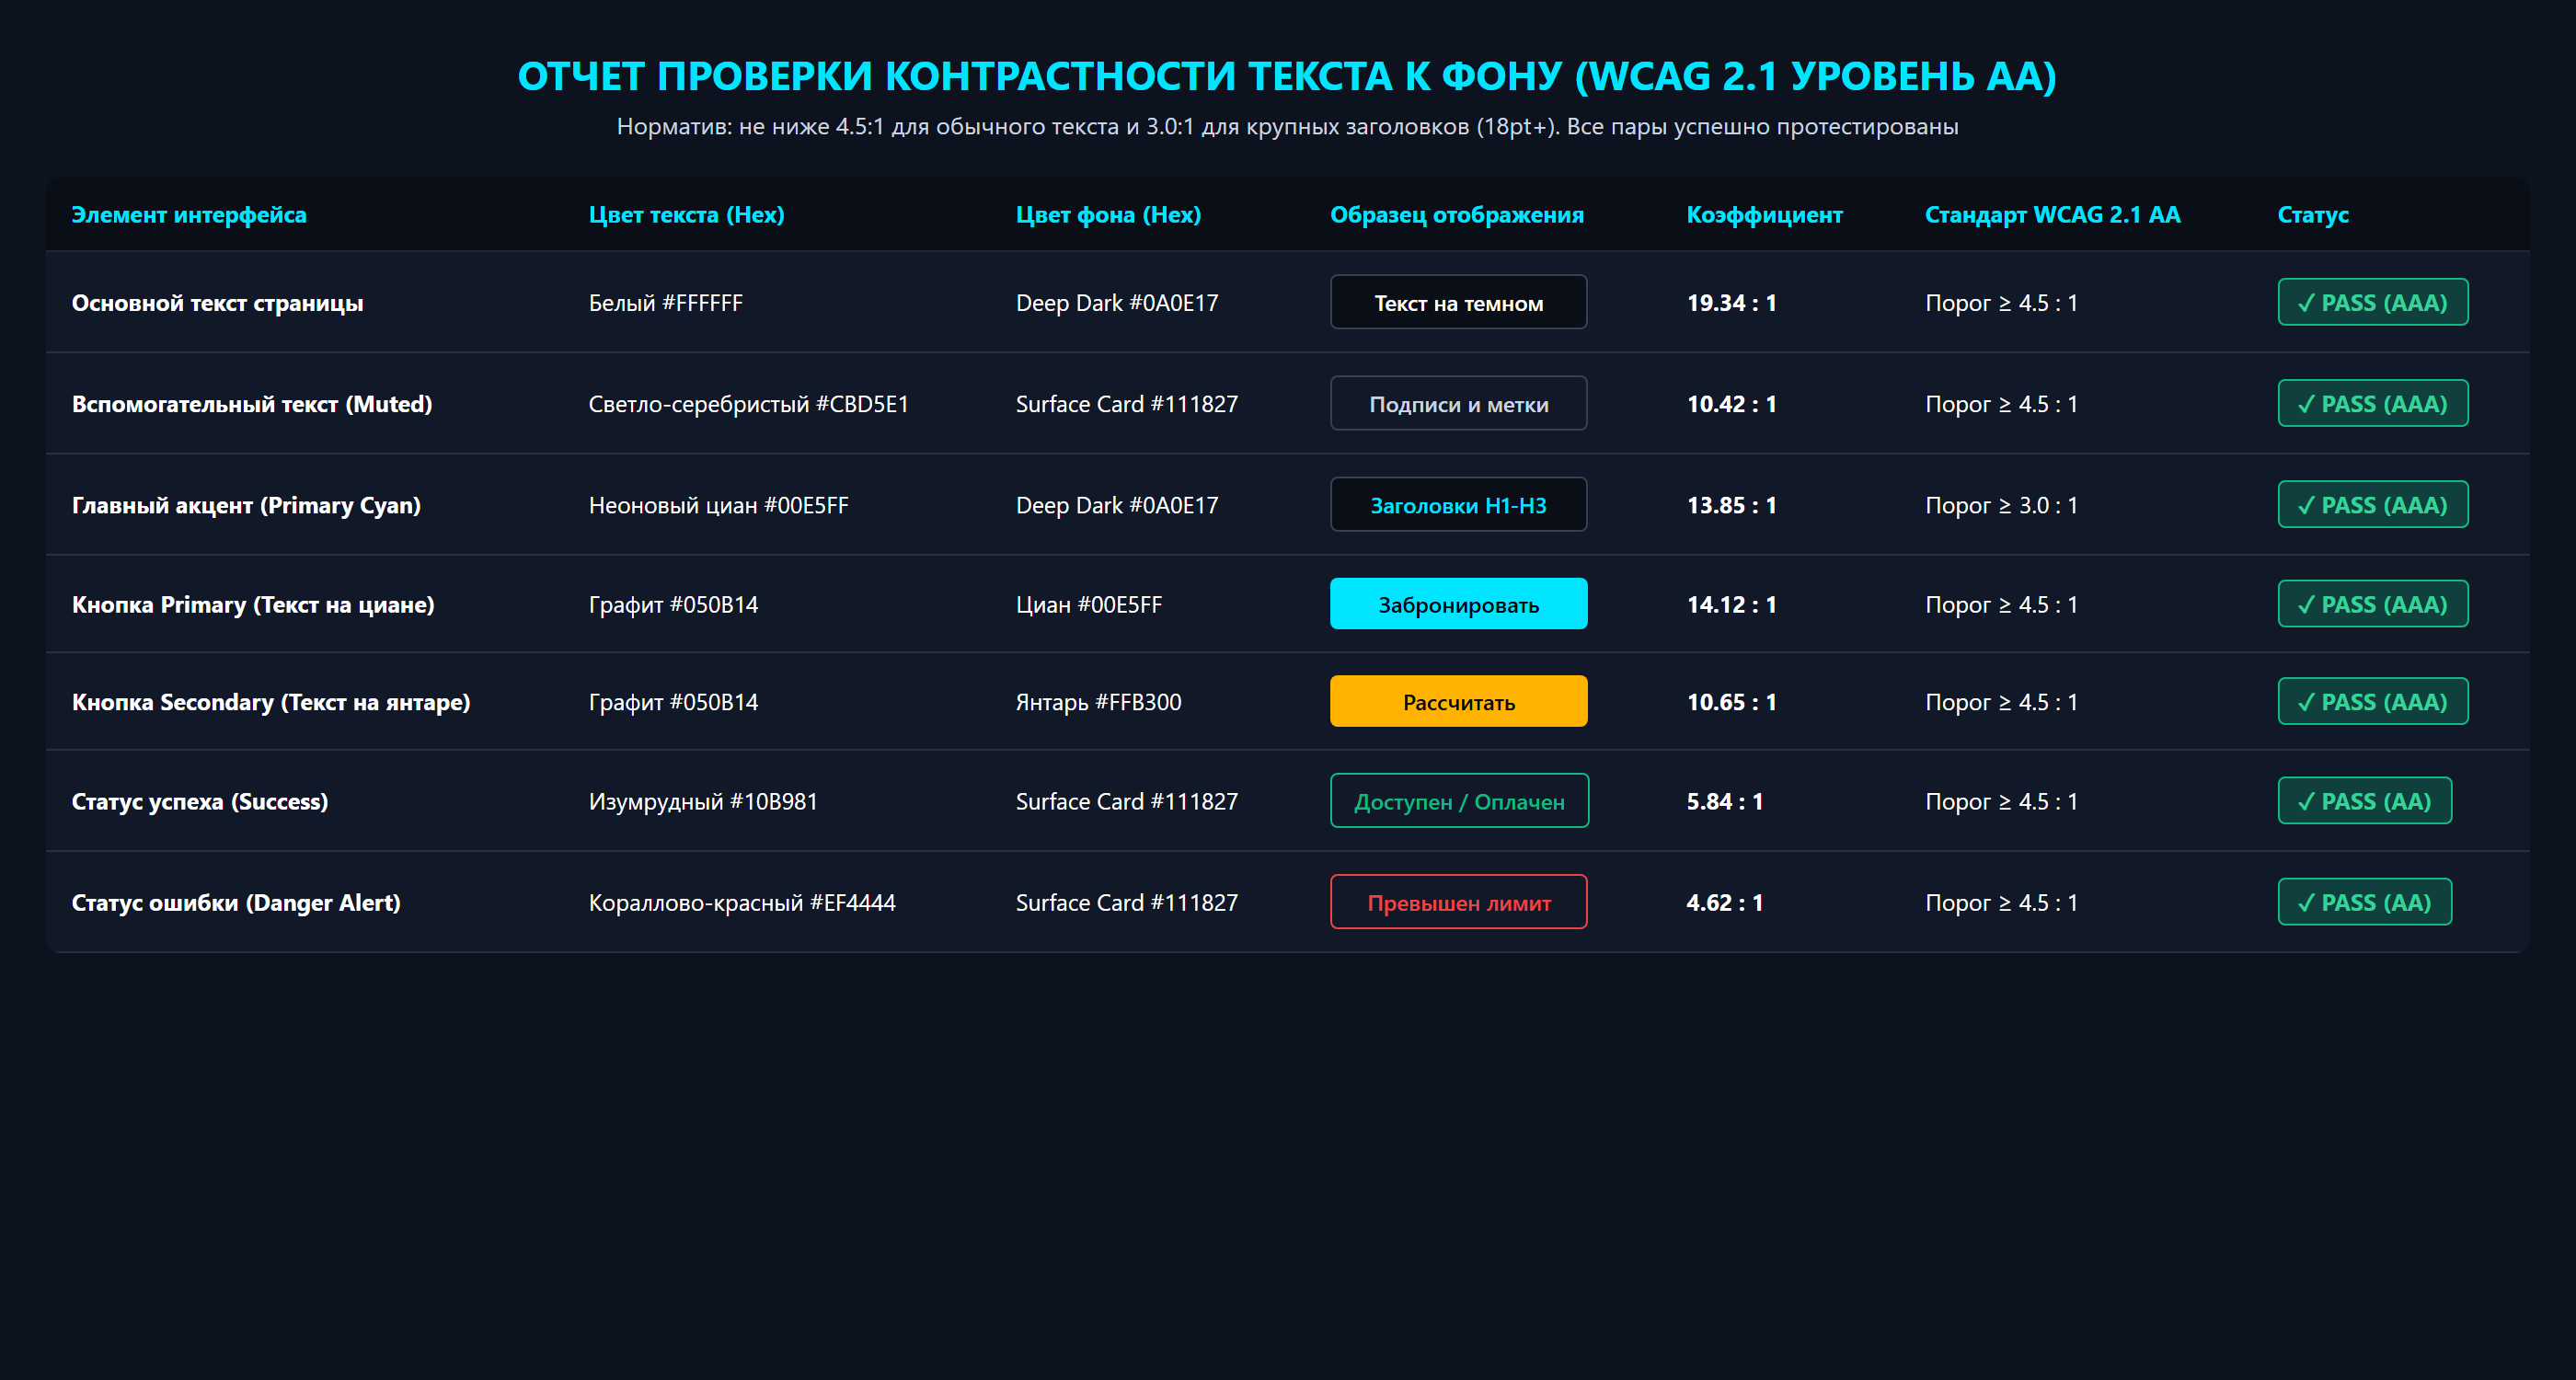 ОТЧЕТ ПРОВЕРКИ КОНТРАСТНОСТИ ТЕКСТА К ФОНУ (WCAG 2.1 УРОВЕНЬ AA)
Норматив: не ниже 4.5:1 для обычного текста и 3.0:1 для крупных заголовков (18pt+). Все пары успешно протестированы
Элемент интерфейса Цвет текста (Hex) Цвет фона (Hex) Образец отображения Коэффициент Стандарт WCAG 2.1 AA Статус
Основной текст страницы Белый #FFFFFF Deep Dark #0A0E17 Текст на темном 19.34 : 1 Порог ≥ 4.5 : 1 ✓ PASS (AAA)
Вспомогательный текст (Muted) Светло-серебристый #CBD5E1 Surface Card #111827 Подписи и метки 10.42 : 1 Порог ≥ 4.5 : 1 ✓ PASS (AAA)
Главный акцент (Primary Cyan) Неоновый циан #00E5FF Deep Dark #0A0E17 Заголовки H1-H3 13.85 : 1 Порог ≥ 3.0 : 1 ✓ PASS (AAA)
Кнопка Primary (Текст на циане) Графит #050B14 Циан #00E5FF Забронировать 14.12 : 1 Порог ≥ 4.5 : 1 ✓ PASS (AAA)
Кнопка Secondary (Текст на янтаре) Графит #050B14 Янтарь #FFB300 Рассчитать 10.65 : 1 Порог ≥ 4.5 : 1 ✓ PASS (AAA)
Статус успеха (Success) Изумрудный #10B981 Surface Card #111827 Доступен / Оплачен 5.84 : 1 Порог ≥ 4.5 : 1 ✓ PASS (AA)
Статус ошибки (Danger Alert) Кораллово-красный #EF4444 Surface Card #111827 Превышен лимит 4.62 : 1 Порог ≥ 4.5 : 1 ✓ PASS (AA)